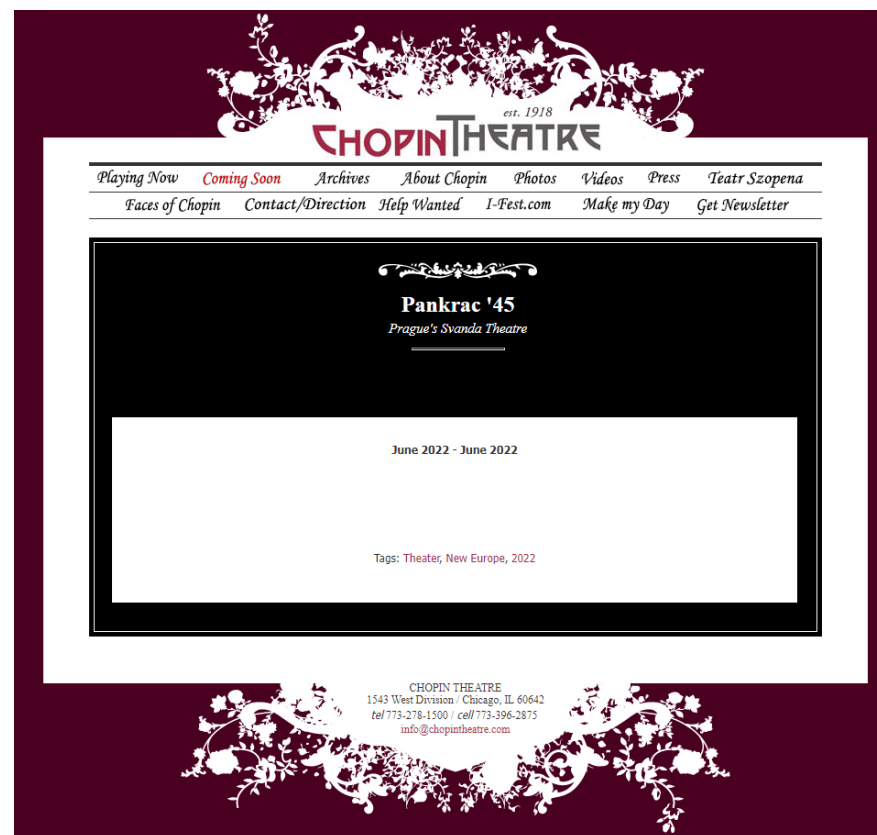 est. 1918
CHOPIN THEATRE
Playing Now Coming Soon Archives About Chopin Photos Videos Press Teatr Szopena
Faces of Chopin Contact/Direction Help Wanted I-Fest.com Make my Day Get Newsletter
Pankrac '45
Prague's Svanda Theatre
June 2022 - June 2022
Tags: Theater, New Europe, 2022
CHOPIN THEATRE
1543 West Division / Chicago, IL 60642
tel 773-278-1500 / cell 773-396-2875
info@chopintheatre.com